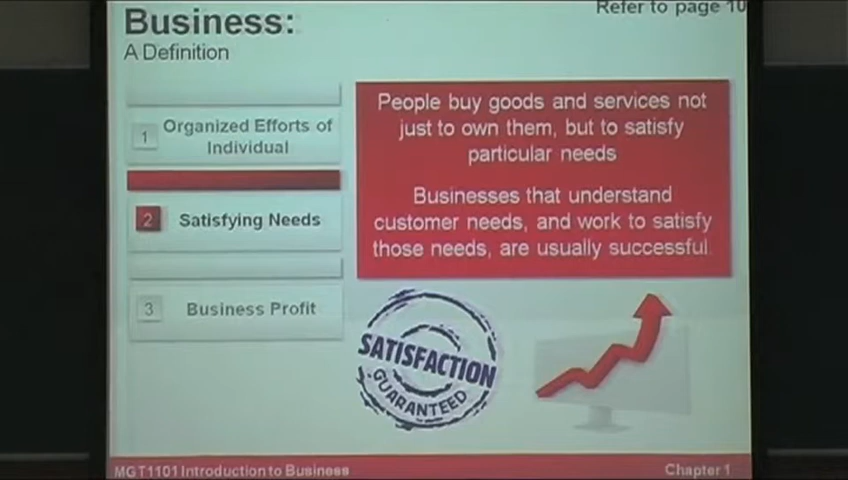 Business:
Refer to page 10
A Definition
1
Organized Efforts of
Individual
2
Satisfying Needs
3
Business Profit
People buy goods and services not
just to own them, but to satisfy
particular needs
Businesses that understand
customer needs, and work to satisfy
those needs, are usually successful.
SATISFACTION
GUARANTEED
MGT1101 Introduction to Business
Chapter 1